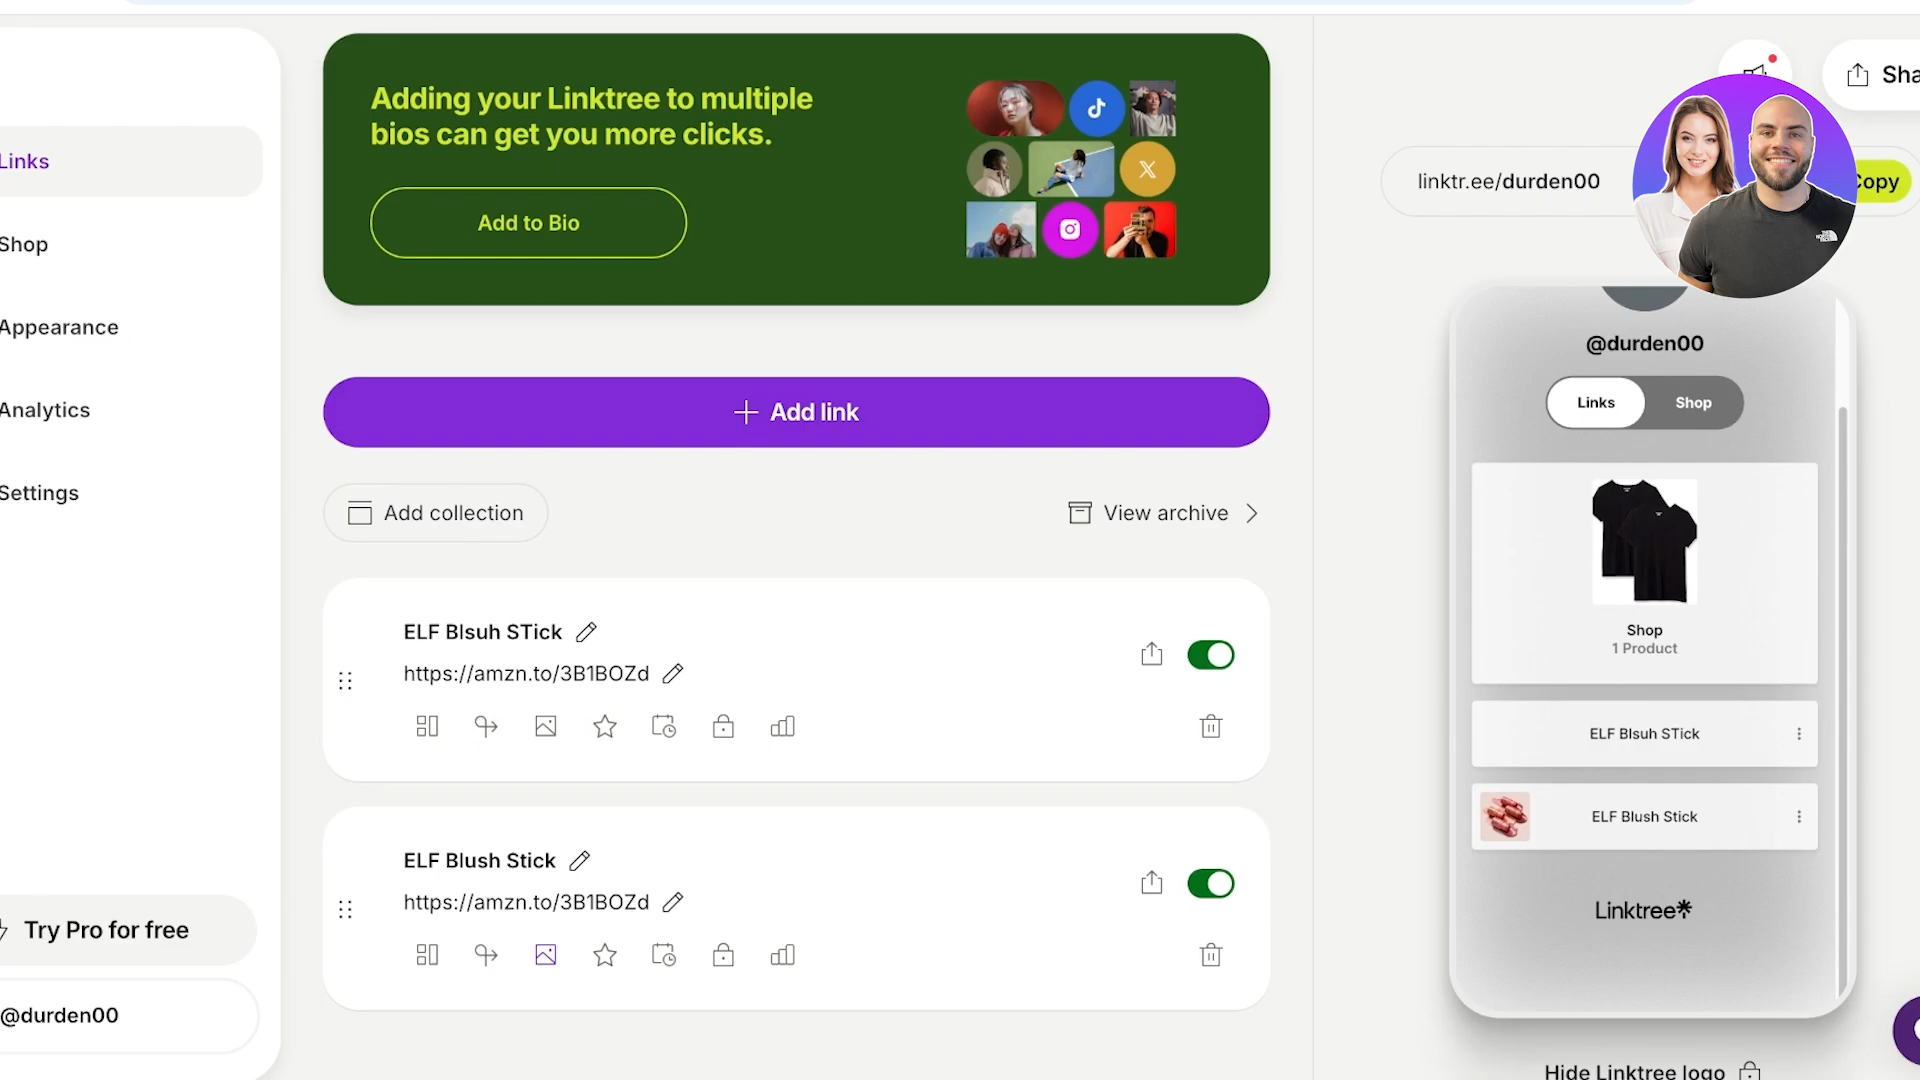 Links
Shop
Appearance
Analytics
Settings
Try Pro for free
@durden00
Adding your Linktree to multiple
bios can get you more clicks.
Add to Bio
Add link
Add collection
View archive
ELF Blsuh STick
https://amzn.to/3B1BOZd
ELF Blush Stick
https://amzn.to/3B1BOZd
Sha
linktr.ee/durden00
Copy
@durden00
Links
Shop
Shop
1 Product
ELF Blsuh STick
ELF Blush Stick
Linktree
Hide Linktree logo